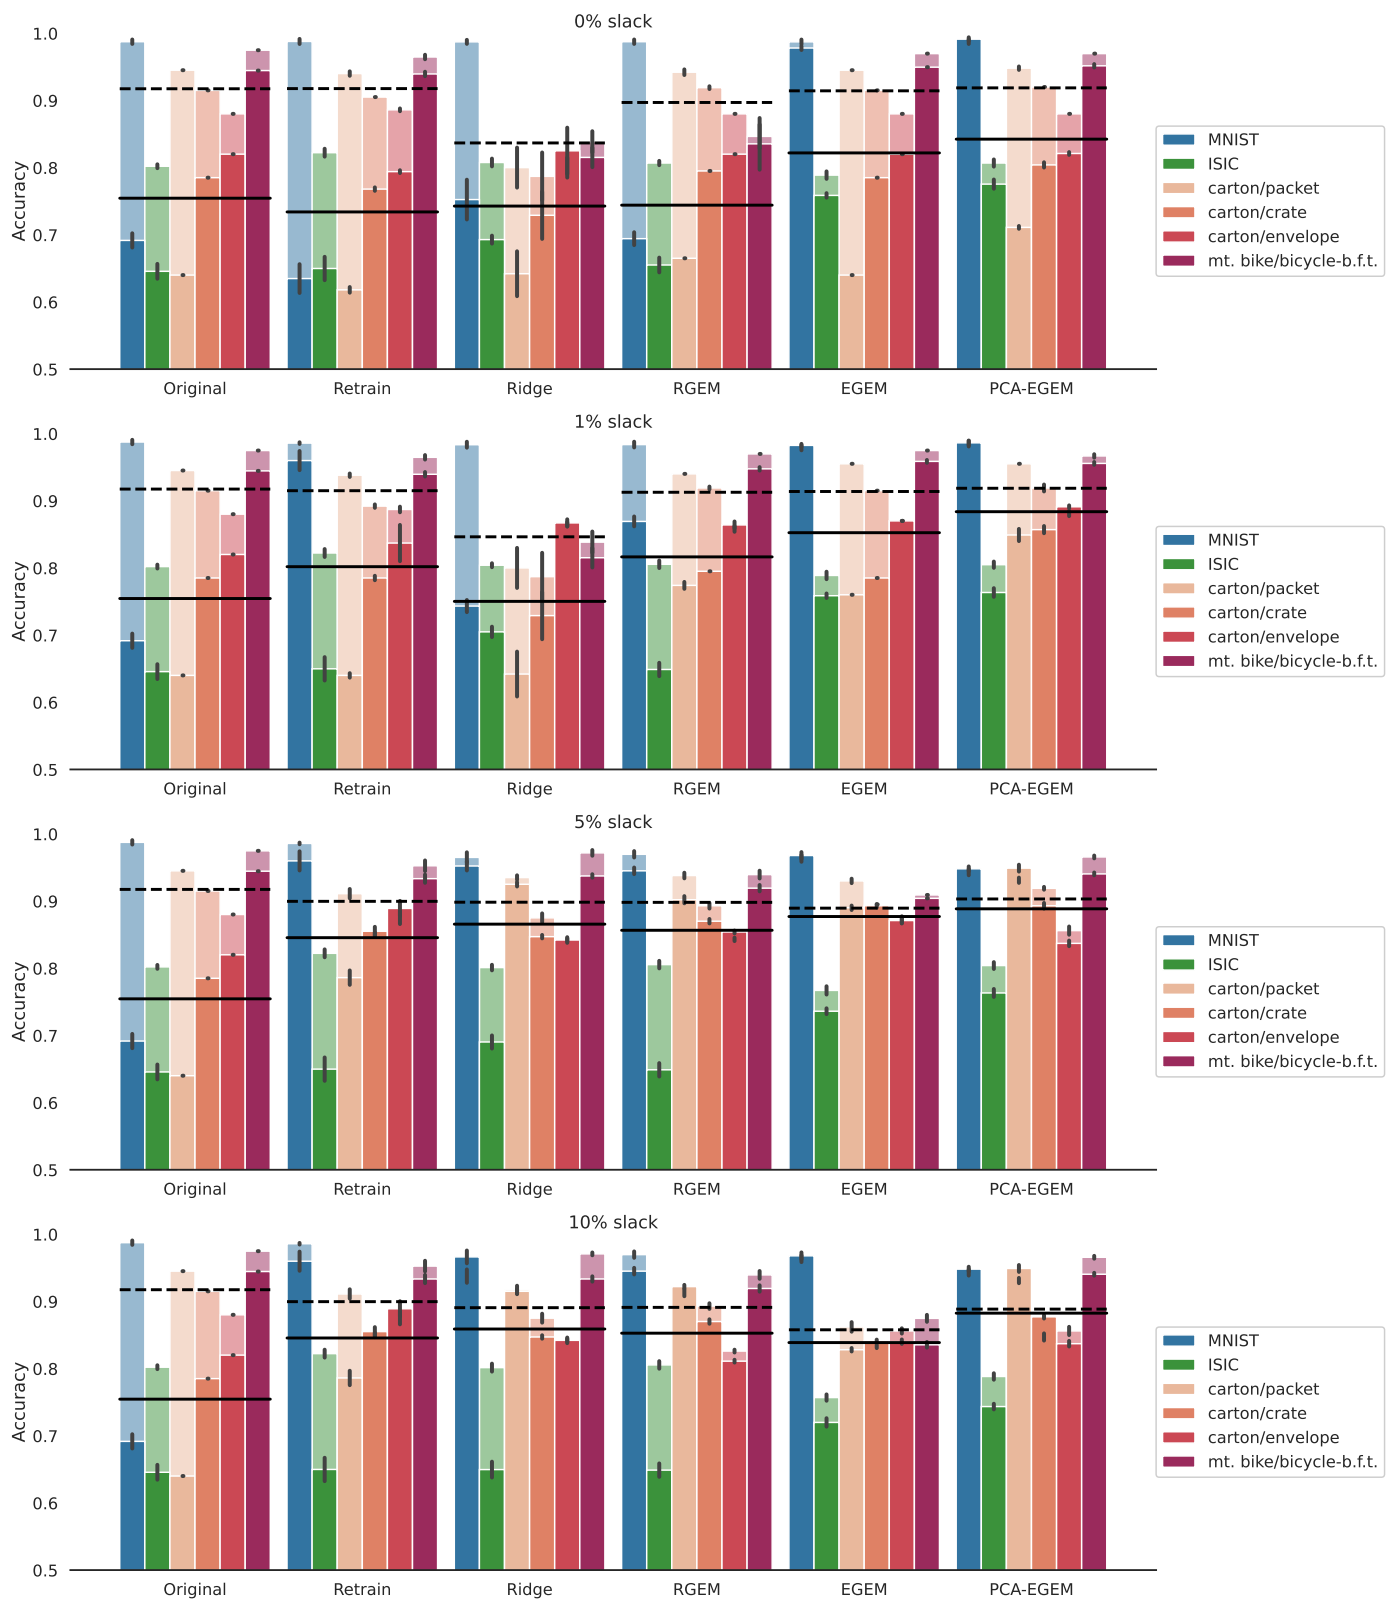 0% slack
1.0
0.9
0.8
0.7
0.6
0.5
Accuracy
Original Retrain Ridge RGEM EGEM PCA-EGEM
MNIST
ISIC
carton/packet
carton/crate
carton/envelope
mt. bike/bicycle-b.f.t.
1% slack
1.0
0.9
0.8
0.7
0.6
0.5
Accuracy
Original Retrain Ridge RGEM EGEM PCA-EGEM
MNIST
ISIC
carton/packet
carton/crate
carton/envelope
mt. bike/bicycle-b.f.t.
5% slack
1.0
0.9
0.8
0.7
0.6
0.5
Accuracy
Original Retrain Ridge RGEM EGEM PCA-EGEM
MNIST
ISIC
carton/packet
carton/crate
carton/envelope
mt. bike/bicycle-b.f.t.
10% slack
1.0
0.9
0.8
0.7
0.6
0.5
Accuracy
Original Retrain Ridge RGEM EGEM PCA-EGEM
MNIST
ISIC
carton/packet
carton/crate
carton/envelope
mt. bike/bicycle-b.f.t.